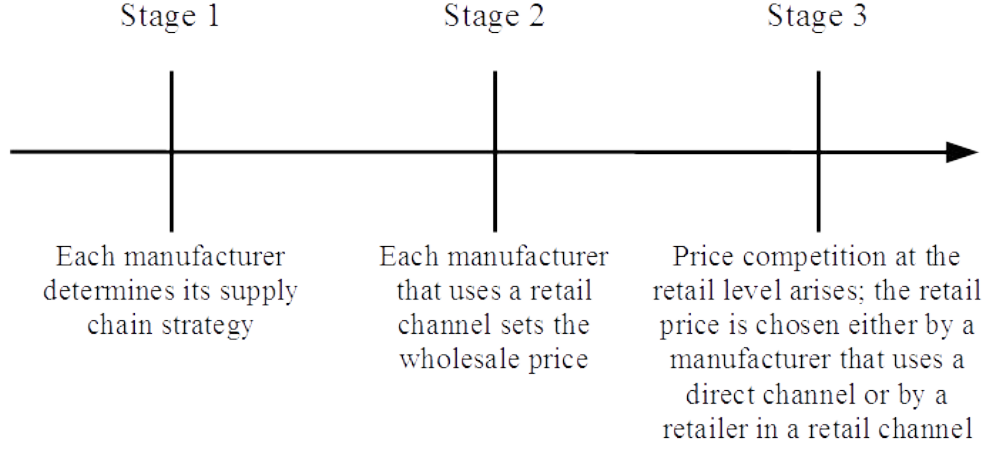 Stage 1
Stage 2
Stage 3
Each manufacturer
determines its supply
chain strategy
Each manufacturer
that uses a retail
channel sets the
wholesale price
Price competition at the
retail level arises; the retail
price is chosen either by a
manufacturer that uses a
direct channel or by a
retailer in a retail channel